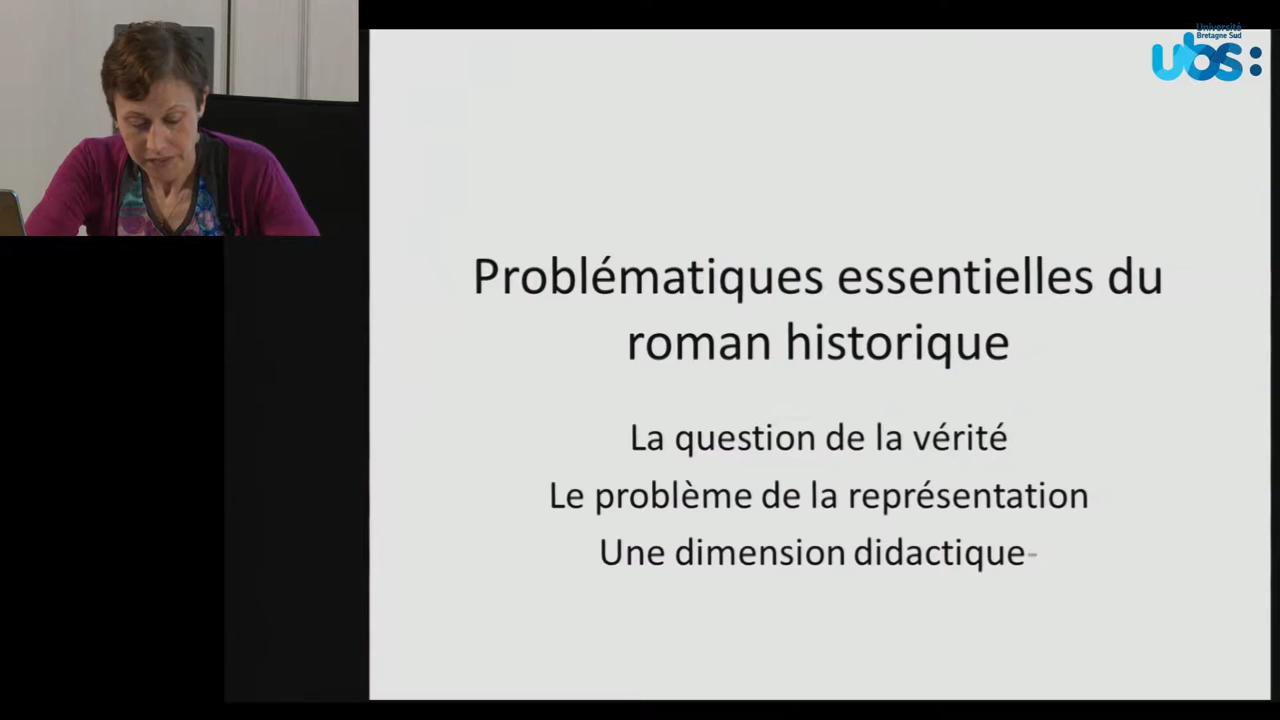 Université
Bretagne Sud
ubs:
Problématiques essentielles du
roman historique
La question de la vérité
Le problème de la représentation
Une dimension didactique-